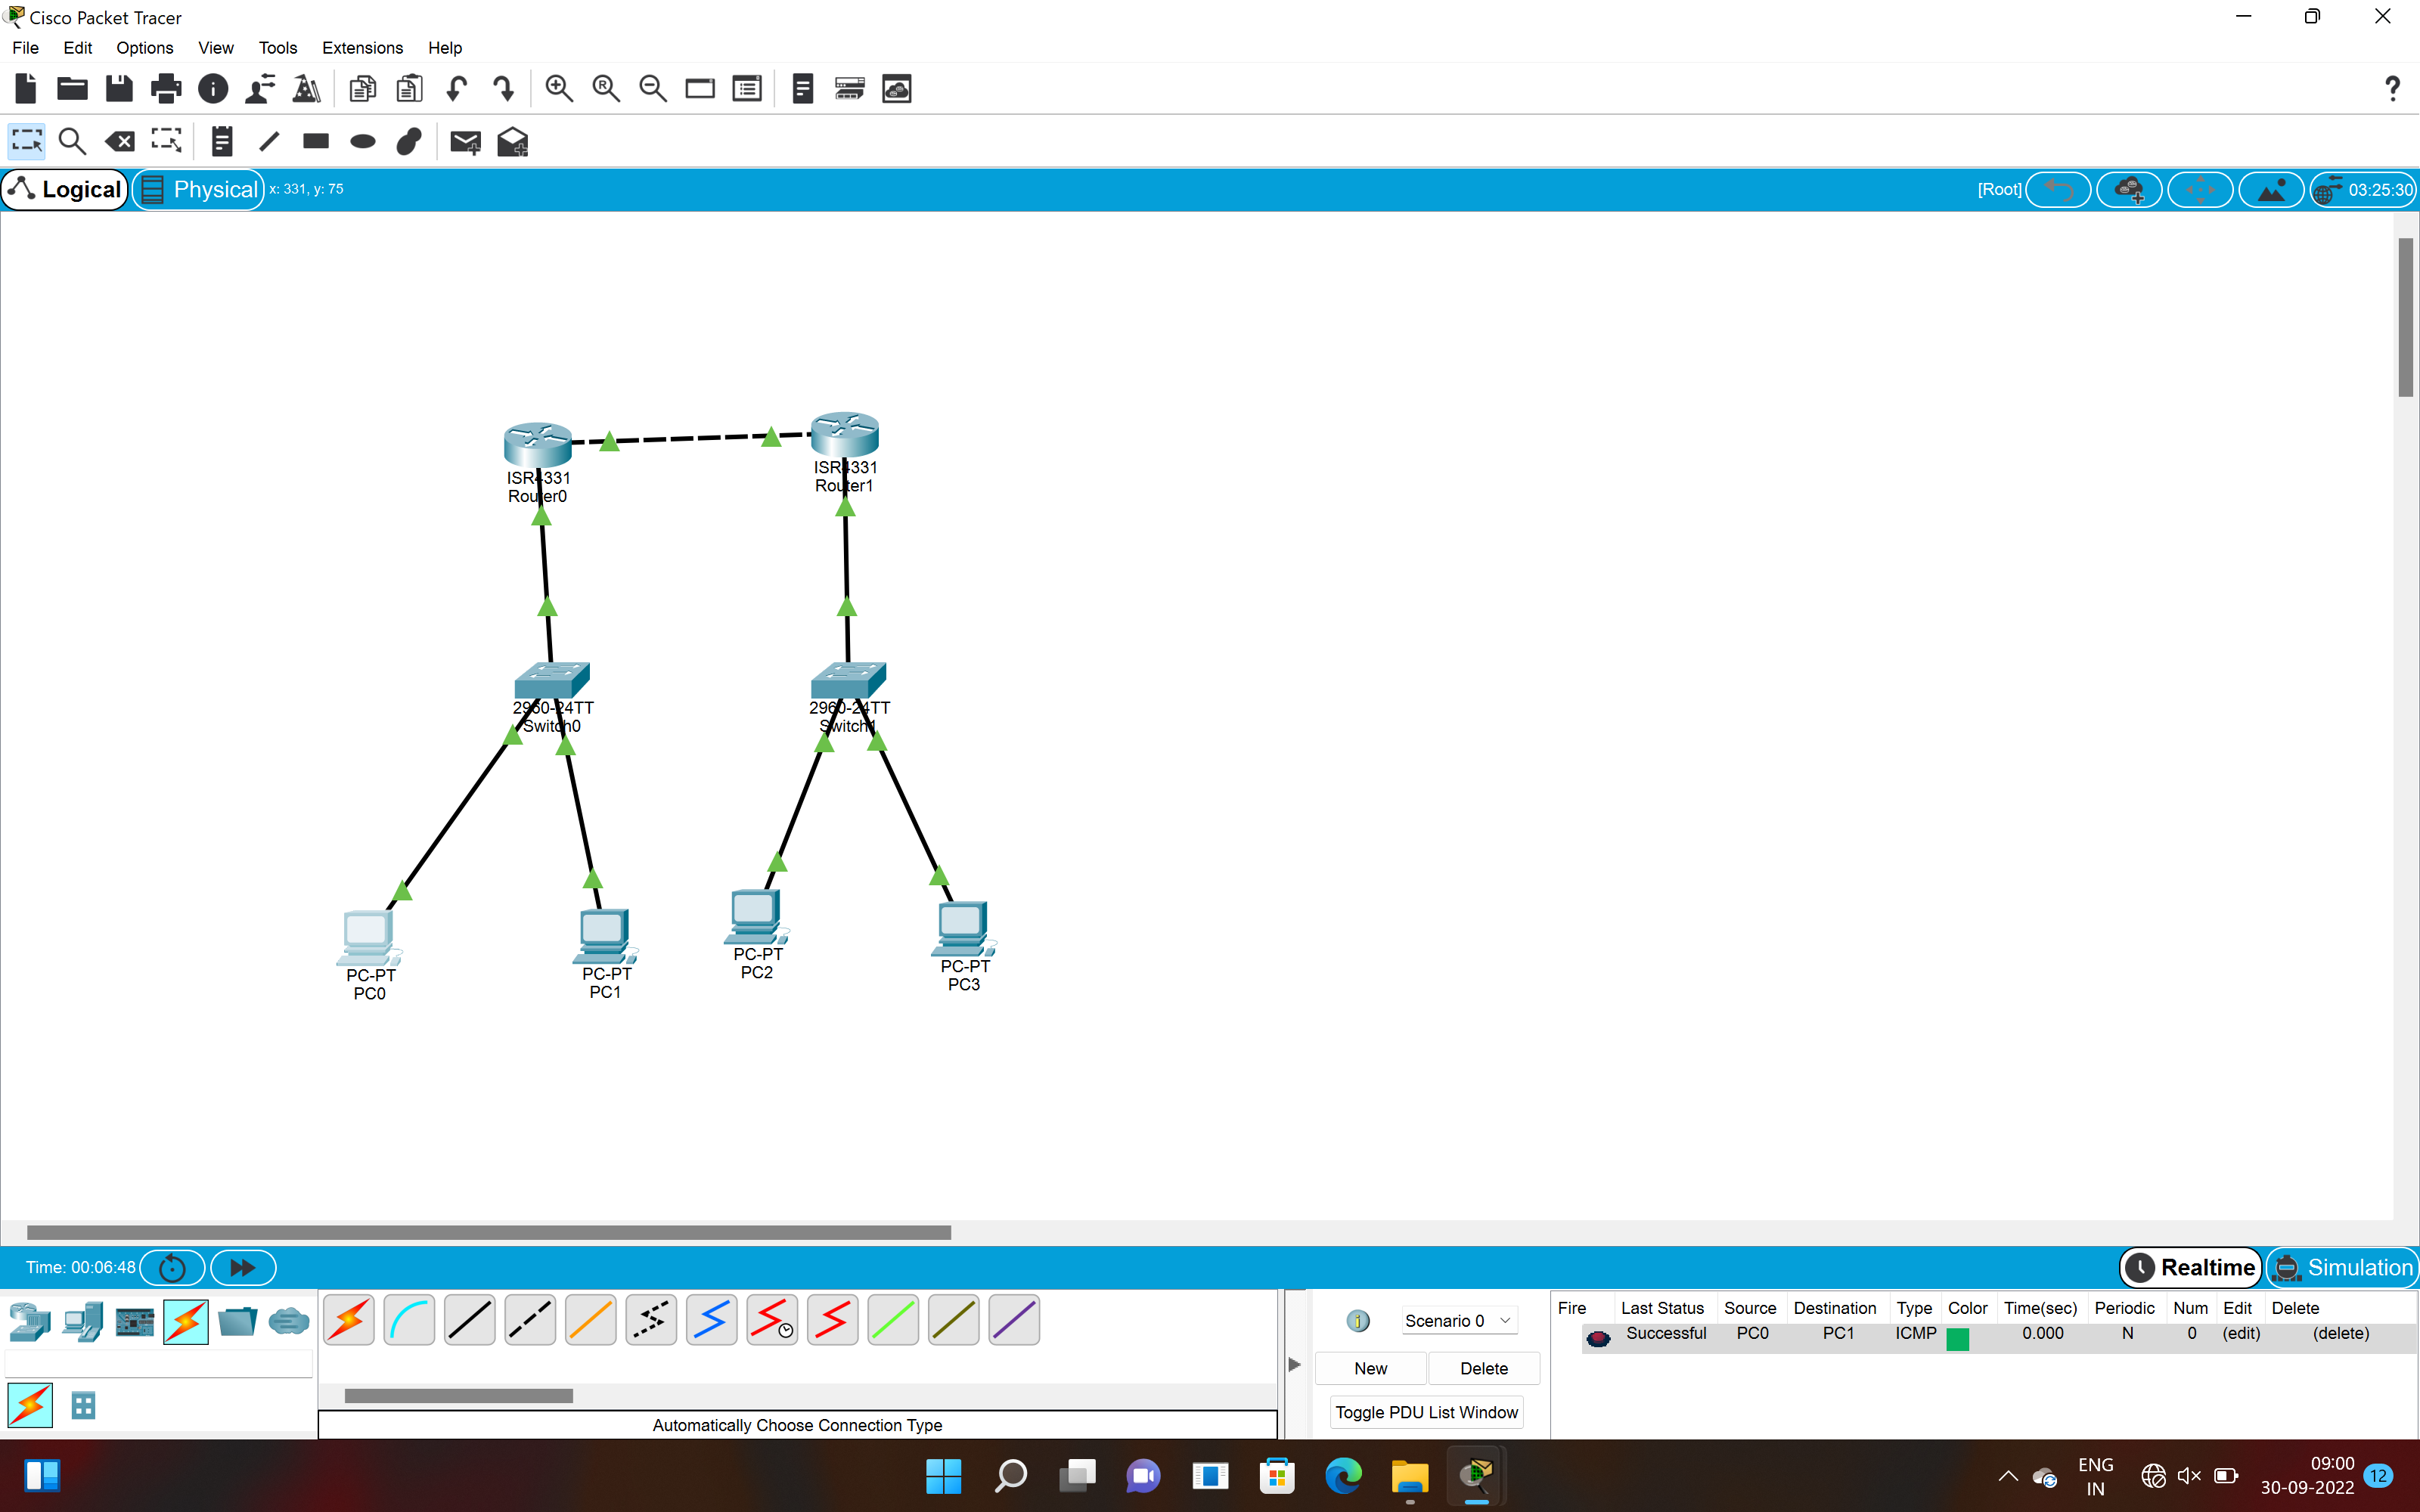 Cisco Packet Tracer
File Edit Options View Tools Extensions Help
Logical Physical x: 331, y: 75 [Root] 03:25:30
ISR4331
Router0
ISR4331
Router1
2960-24TT
Switch0
2960-24TT
Switch1
PC-PT
PC0
PC-PT
PC1
PC-PT
PC2
PC-PT
PC3
Time: 00:06:48 Realtime Simulation
Scenario 0
New Delete
Toggle PDU List Window
Fire Last Status Source Destination Type Color Time(sec) Periodic Num Edit Delete
Successful PC0 PC1 ICMP 0.000 N 0 (edit) (delete)
Automatically Choose Connection Type
ENG
IN
09:00
30-09-2022
12